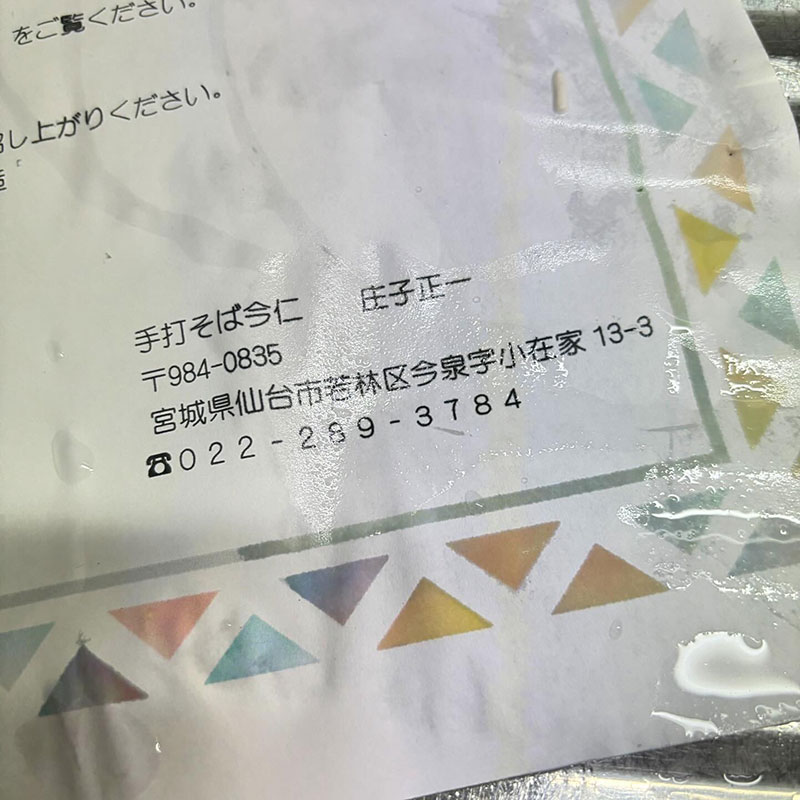 をご覧ください。
し上がりください。
手打そば今仁　庄子正一
〒984-0835
宮城県仙台市若林区今泉字小在家 13-3
☎022-289-3784